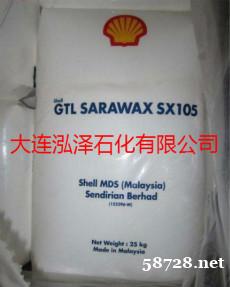 Shell
GTL SARAWAX SX105
大连泓泽石化有限公司
Shell MDS (Malaysia)
Sendirian Berhad
Net Weight : 25 kg
Made in Malaysia
58728.net